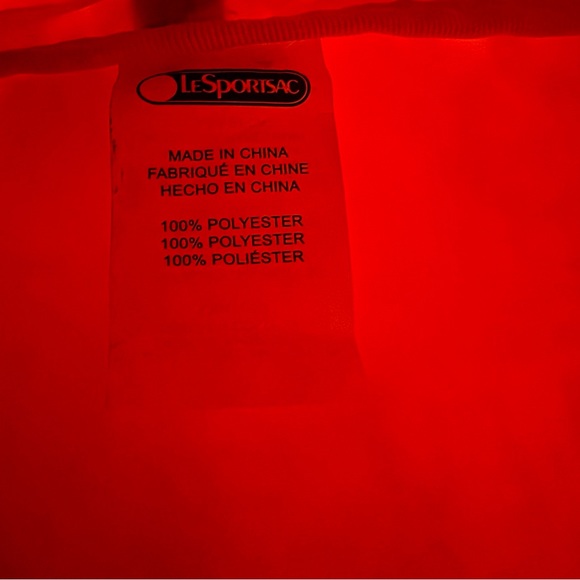 LESPORTSAC
MADE IN CHINA
FABRIQUÉ EN CHINE
HECHO EN CHINA
100% POLYESTER
100% POLYESTER
100% POLIÉSTER